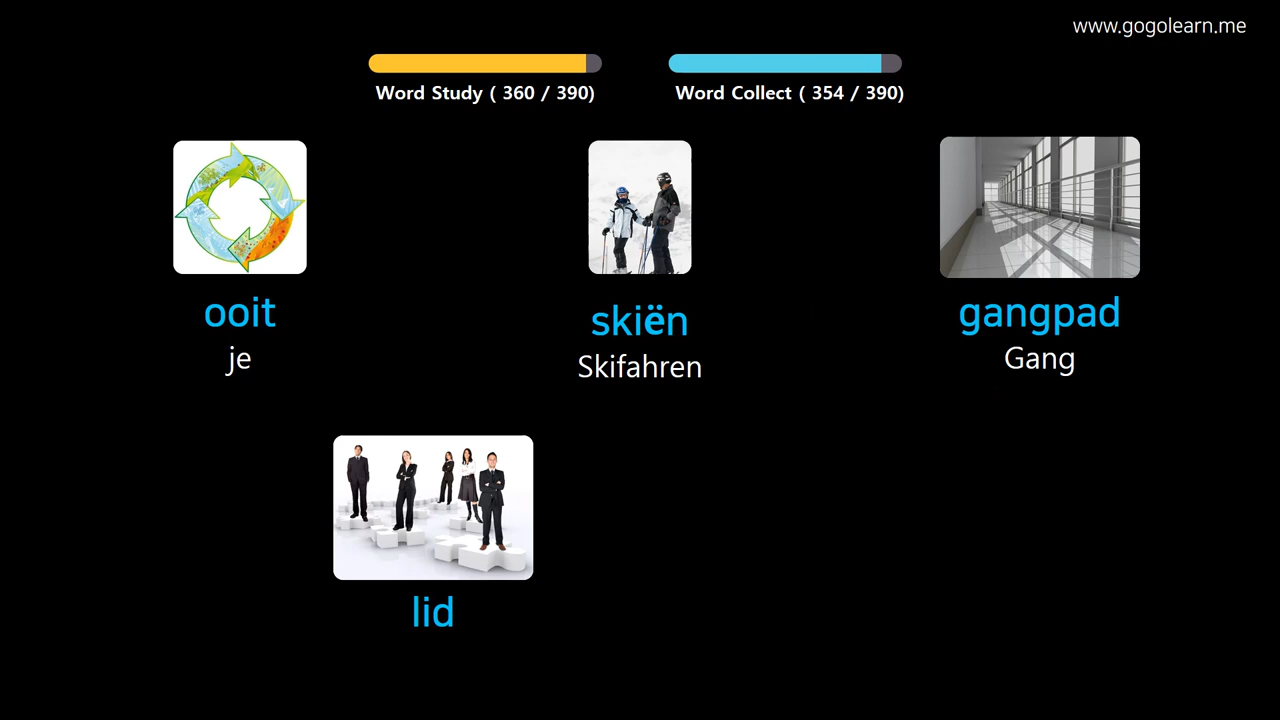 www.gogolearn.me
Word Study ( 360 / 390)
Word Collect ( 354 / 390)
ooit
je
skiën
Skifahren
gangpad
Gang
lid